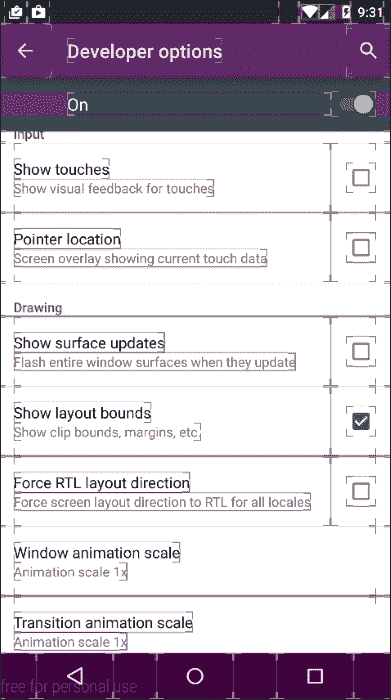 9:31
Developer options
On
Input
Show touches
Show visual feedback for touches
Pointer location
Screen overlay showing current touch data
Drawing
Show surface updates
Flash entire window surfaces when they update
Show layout bounds
Show clip bounds, margins, etc.
Force RTL layout direction
Force screen layout direction to RTL for all locales
Window animation scale
Animation scale 1x
Transition animation scale
Animation scale 1x
free for personal use